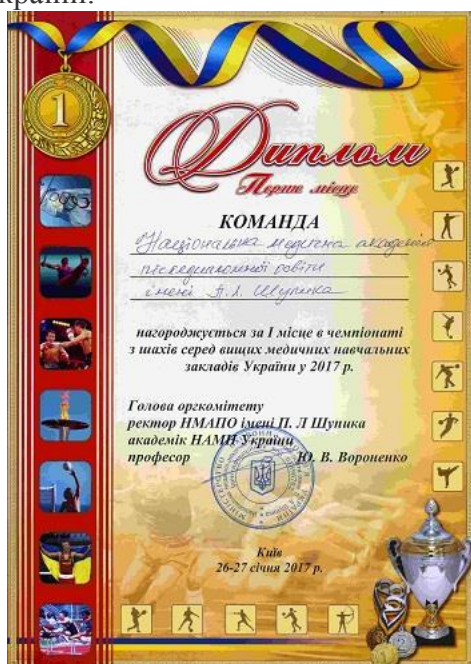 країні.
1
Диплом
Перше місце
КОМАНДА
Національна медична академія
післядипломної освіти
імені П.Л. Шупика
нагороджується за І місце в чемпіонаті
з шахів серед вищих медичних навчальних
закладів України у 2017 р.
Голова оргкомітету
ректор НМАПО імені П. Л Шупика
академік НАМН України
професор Ю. В. Вороненко
Київ
26-27 січня 2017 р.